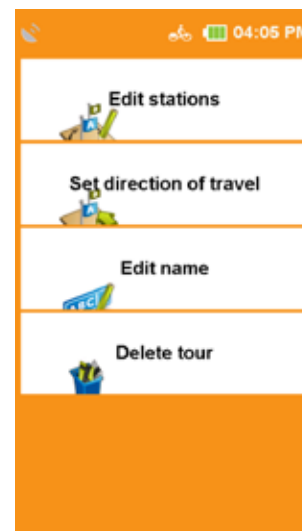 04:05 PM
Edit stations
Set direction of travel
Edit name
Delete tour